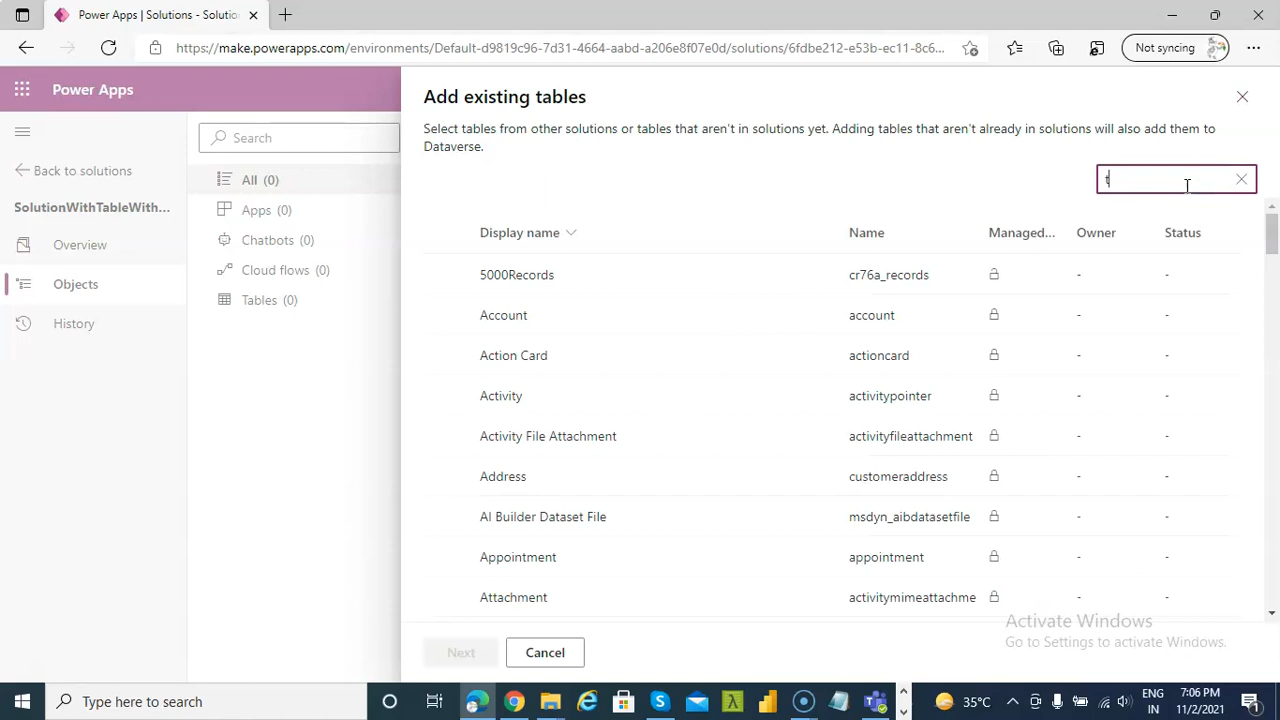 Power Apps | Solutions - Solutio
https://make.powerapps.com/environments/Default-d9819c96-7d31-4664-aabd-a206e8f07e0d/solutions/6fdbe212-e53b-ec11-8c6...
Not syncing
Power Apps
Back to solutions
SolutionWithTableWith...
Overview
Objects
History
Search
All (0)
Apps (0)
Chatbots (0)
Cloud flows (0)
Tables (0)
Add existing tables
Select tables from other solutions or tables that aren't in solutions yet. Adding tables that aren't already in solutions will also add them to
Dataverse.
t
Display name Name Managed... Owner Status
5000Records cr76a_records - -
Account account - -
Action Card actioncard - -
Activity activitypointer - -
Activity File Attachment activityfileattachment - -
Address customeraddress - -
AI Builder Dataset File msdyn_aibdatasetfile - -
Appointment appointment - -
Attachment activitymimeattachme - -
Activate Windows
Go to Settings to activate Windows.
Next Cancel
Type here to search
35°C
ENG
IN
7:06 PM
11/2/2021
1